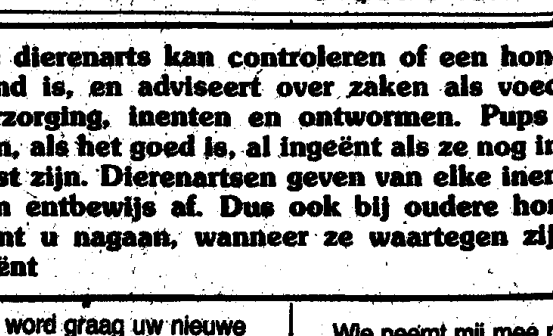 dierenarts kan controleren of een hon
nd is, en adviseert over zaken als voed
rzorging, inenten en ontwormen. Pups
n, als het goed is, al ingeënt als ze nog in
st zijn. Dierenartsen geven van elke inen
n entbewijs af. Dus ook bij oudere hon
nt u nagaan, wanneer ze waartegen zij
ënt
word graag uw nieuwe
Wie neemt mij mee